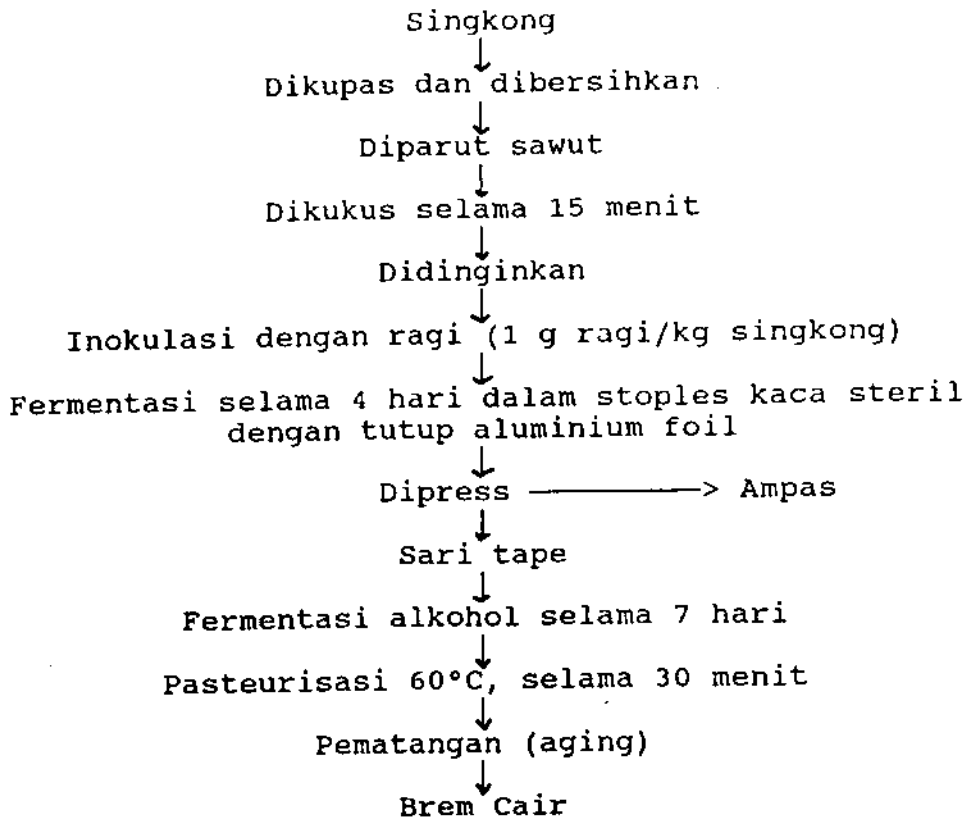 Singkong
Dikupas dan dibersihkan
Diparut sawut
Dikukus selama 15 menit
Didinginkan
Inokulasi dengan ragi (1 g ragi/kg singkong)
Fermentasi selama 4 hari dalam stoples kaca steril
dengan tutup aluminium foil
Dipress ————> Ampas
Sari tape
Fermentasi alkohol selama 7 hari
Pasteurisasi 60°C, selama 30 menit
Pematangan (aging)
Brem Cair